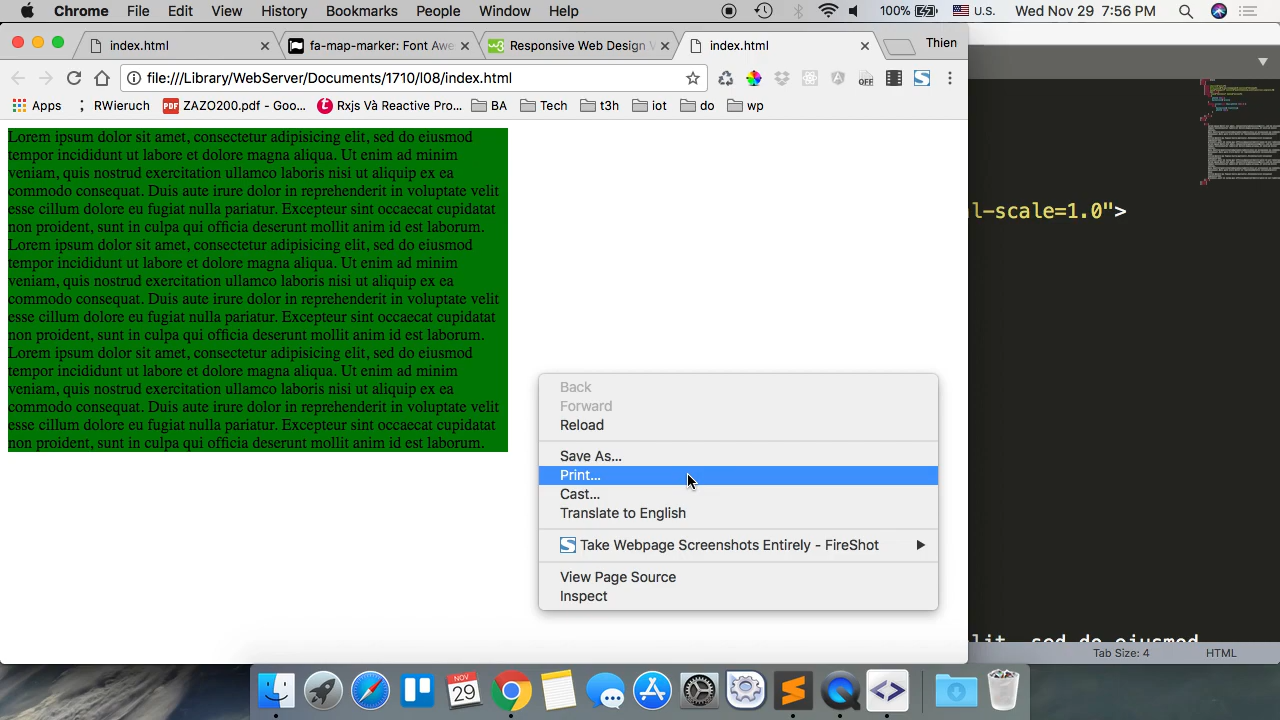 Chrome File Edit View History Bookmarks People Window Help 100% U.S. Wed Nov 29 7:56 PM
index.html fa-map-marker: Font Awe Responsive Web Design V index.html Thien
file:///Library/WebServer/Documents/1710/l08/index.html OFF
Apps RWieruch PDF ZAZO200.pdf - Goo... Rxjs Và Reactive Pro... BA Tech t3h iot do wp
Lorem ipsum dolor sit amet, consectetur adipisicing elit, sed do eiusmod
tempor incididunt ut labore et dolore magna aliqua. Ut enim ad minim
veniam, quis nostrud exercitation ullamco laboris nisi ut aliquip ex ea
commodo consequat. Duis aute irure dolor in reprehenderit in voluptate velit
esse cillum dolore eu fugiat nulla pariatur. Excepteur sint occaecat cupidatat
non proident, sunt in culpa qui officia deserunt mollit anim id est laborum.
Lorem ipsum dolor sit amet, consectetur adipisicing elit, sed do eiusmod
tempor incididunt ut labore et dolore magna aliqua. Ut enim ad minim
veniam, quis nostrud exercitation ullamco laboris nisi ut aliquip ex ea
commodo consequat. Duis aute irure dolor in reprehenderit in voluptate velit
esse cillum dolore eu fugiat nulla pariatur. Excepteur sint occaecat cupidatat
non proident, sunt in culpa qui officia deserunt mollit anim id est laborum.
Lorem ipsum dolor sit amet, consectetur adipisicing elit, sed do eiusmod
tempor incididunt ut labore et dolore magna aliqua. Ut enim ad minim
veniam, quis nostrud exercitation ullamco laboris nisi ut aliquip ex ea
commodo consequat. Duis aute irure dolor in reprehenderit in voluptate velit
esse cillum dolore eu fugiat nulla pariatur. Excepteur sint occaecat cupidatat
non proident, sunt in culpa qui officia deserunt mollit anim id est laborum.
Back
Forward
Reload
Save As...
Print...
Cast...
Translate to English
Take Webpage Screenshots Entirely - FireShot
View Page Source
Inspect
l-scale=1.0">
lit, sed do eiusmod
Tab Size: 4 HTML
NOV
29